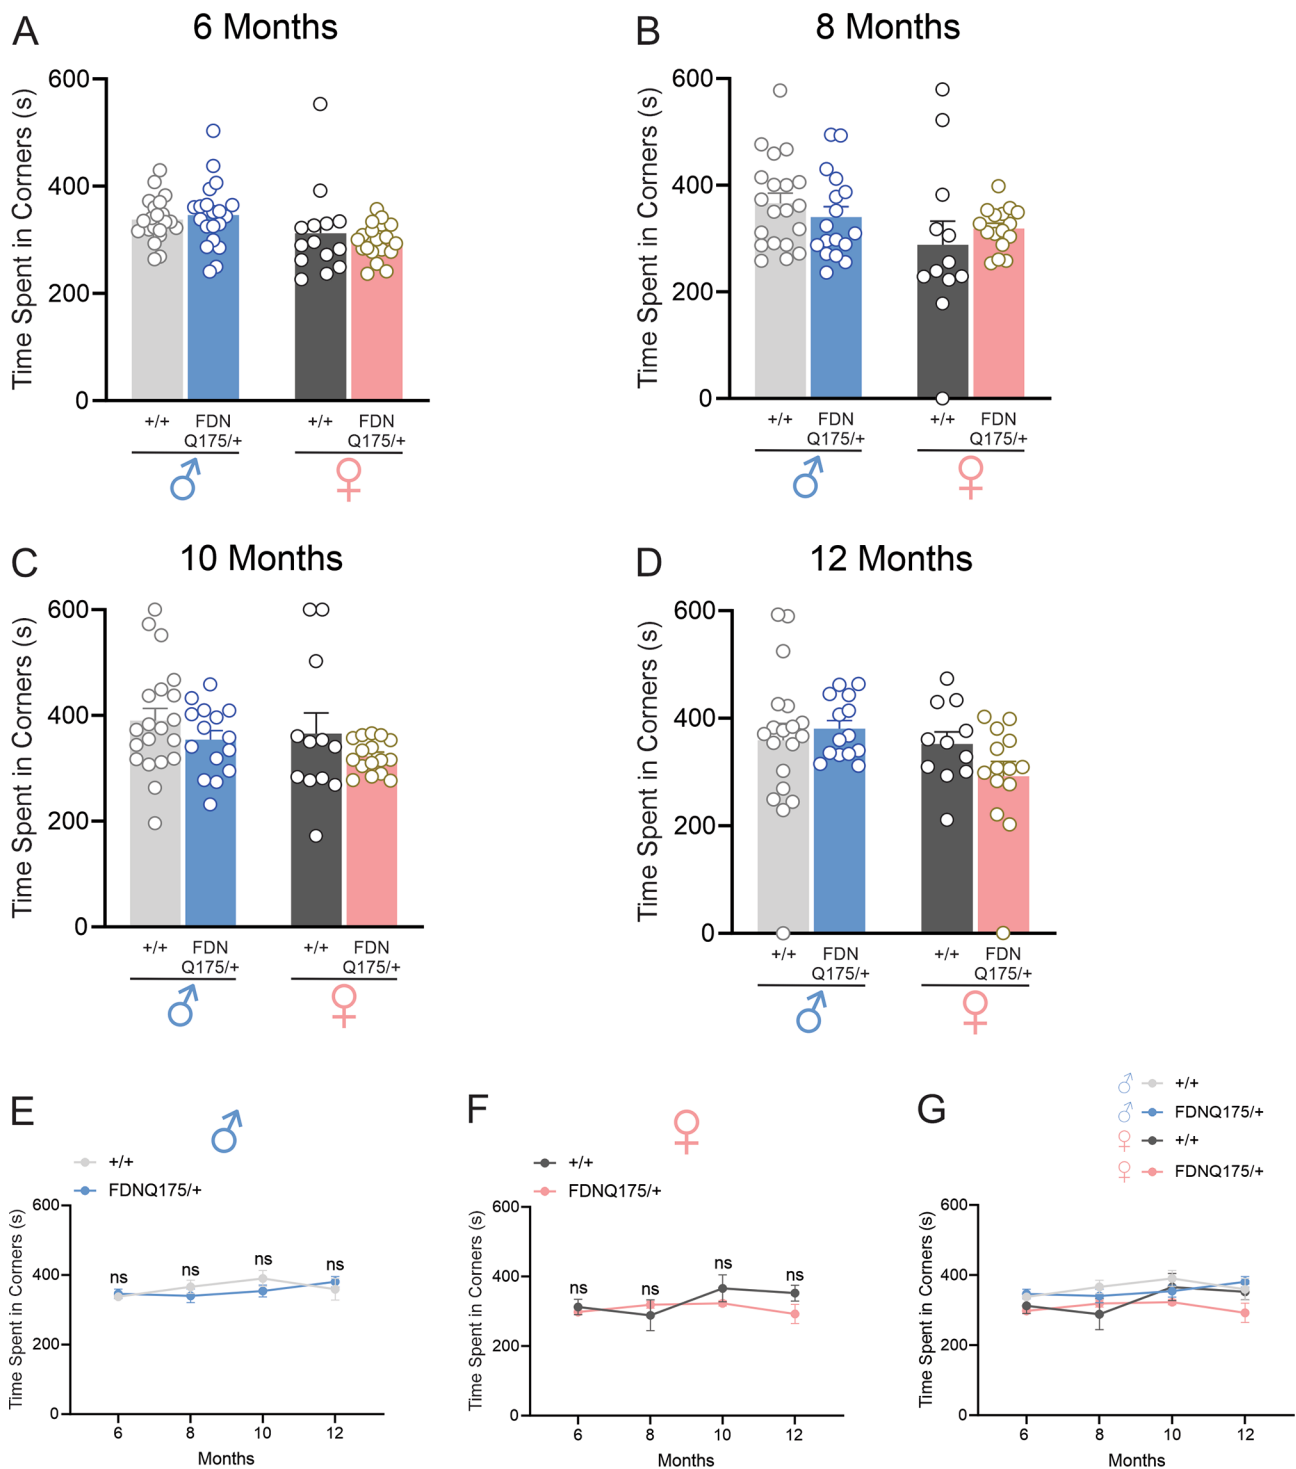 A
6 Months
Time Spent in Corners (s)
600
400
200
0
+/+
FDN
Q175/+
+/+
FDN
Q175/+
♂
♀
B
8 Months
Time Spent in Corners (s)
600
400
200
0
+/+
FDN
Q175/+
+/+
FDN
Q175/+
♂
♀
C
10 Months
Time Spent in Corners (s)
600
400
200
0
+/+
FDN
Q175/+
+/+
FDN
Q175/+
♂
♀
D
12 Months
Time Spent in Corners (s)
600
400
200
0
+/+
FDN
Q175/+
+/+
FDN
Q175/+
♂
♀
E
♂
+/+
FDNQ175/+
Time Spent in Corners (s)
600
400
200
0
ns
ns
ns
ns
6
8
10
12
Months
F
♀
+/+
FDNQ175/+
Time Spent in Corners (s)
600
400
200
0
ns
ns
ns
ns
6
8
10
12
Months
G
♂ +/+
♂ FDNQ175/+
♀ +/+
♀ FDNQ175/+
Time Spent in Corners (s)
600
400
200
0
6
8
10
12
Months